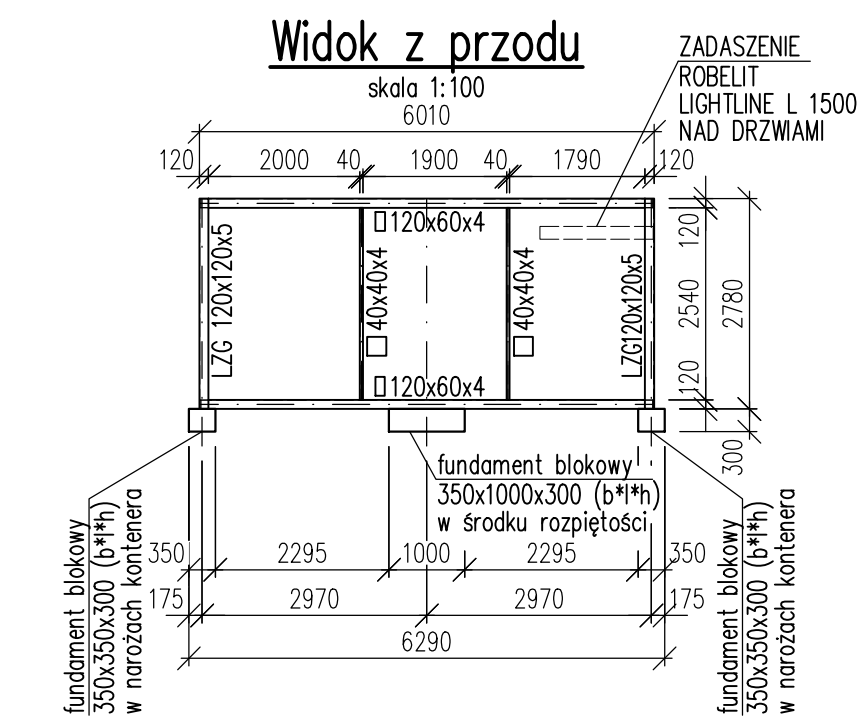 Widok z przodu
skala 1:100
ZADASZENIE
ROBELIT
LIGHTLINE L 1500
NAD DRZWIAMI
6010
120 2000 40 1900 40 1790 120
LZG 120x120x5
120x60x4
40x40x4
40x40x4
LZG120x120x5
120x60x4
120
2540
120
2780
300
fundament blokowy
350x1000x300 (b*l*h)
w środku rozpiętości
350 2295 1000 2295 350
175 2970 2970 175
6290
fundament blokowy
350x350x300 (b*l*h)
w narożach kontenera
fundament blokowy
350x350x300 (b*l*h)
w narożach kontenera